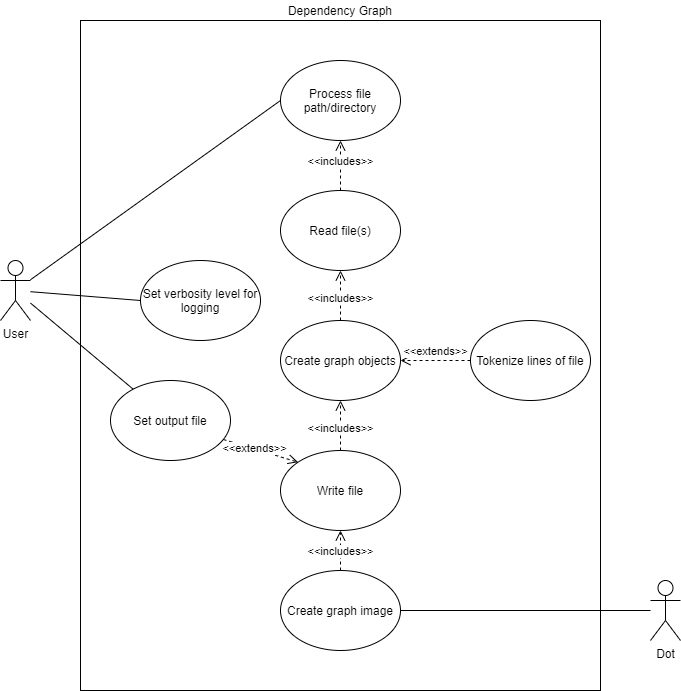 Dependency Graph
Process file
path/directory
<<includes>>
Read file(s)
User
Set verbosity level for
logging
<<includes>>
Create graph objects
<<extends>>
Tokenize lines of file
Set output file
<<includes>>
<<extends>>
Write file
<<includes>>
Create graph image
Dot